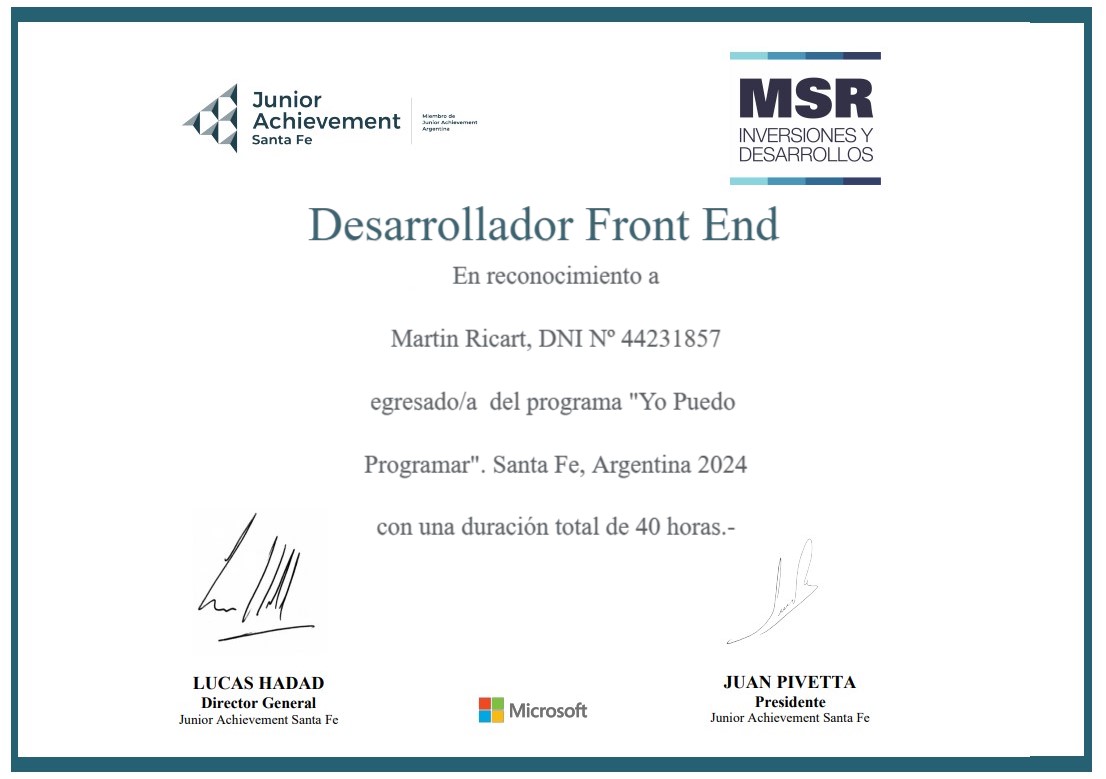 Junior
Achievement
Santa Fe
Miembro de
Junior Achievement
Argentina
MSR
INVERSIONES Y
DESARROLLOS
Desarrollador Front End
En reconocimiento a
Martin Ricart, DNI Nº 44231857
egresado/a del programa "Yo Puedo
Programar". Santa Fe, Argentina 2024
con una duración total de 40 horas.-
LUCAS HADAD
Director General
Junior Achievement Santa Fe
Microsoft
JUAN PIVETTA
Presidente
Junior Achievement Santa Fe